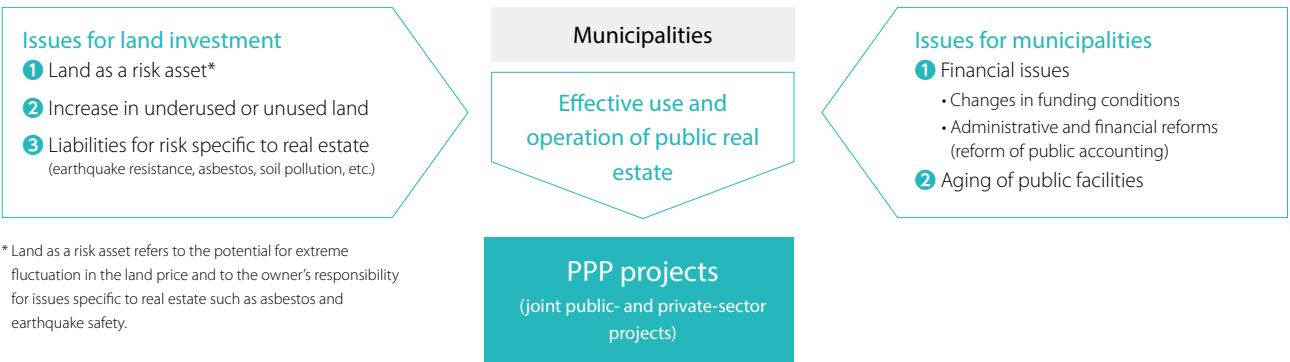 Issues for land investment
1 Land as a risk asset*
2 Increase in underused or unused land
3 Liabilities for risk specific to real estate
(earthquake resistance, asbestos, soil pollution, etc.)
* Land as a risk asset refers to the potential for extreme
fluctuation in the land price and to the owner's responsibility
for issues specific to real estate such as asbestos and
earthquake safety.
Municipalities
Effective use and
operation of public real
estate
PPP projects
(joint public- and private-sector
projects)
Issues for municipalities
1 Financial issues
• Changes in funding conditions
• Administrative and financial reforms
(reform of public accounting)
2 Aging of public facilities